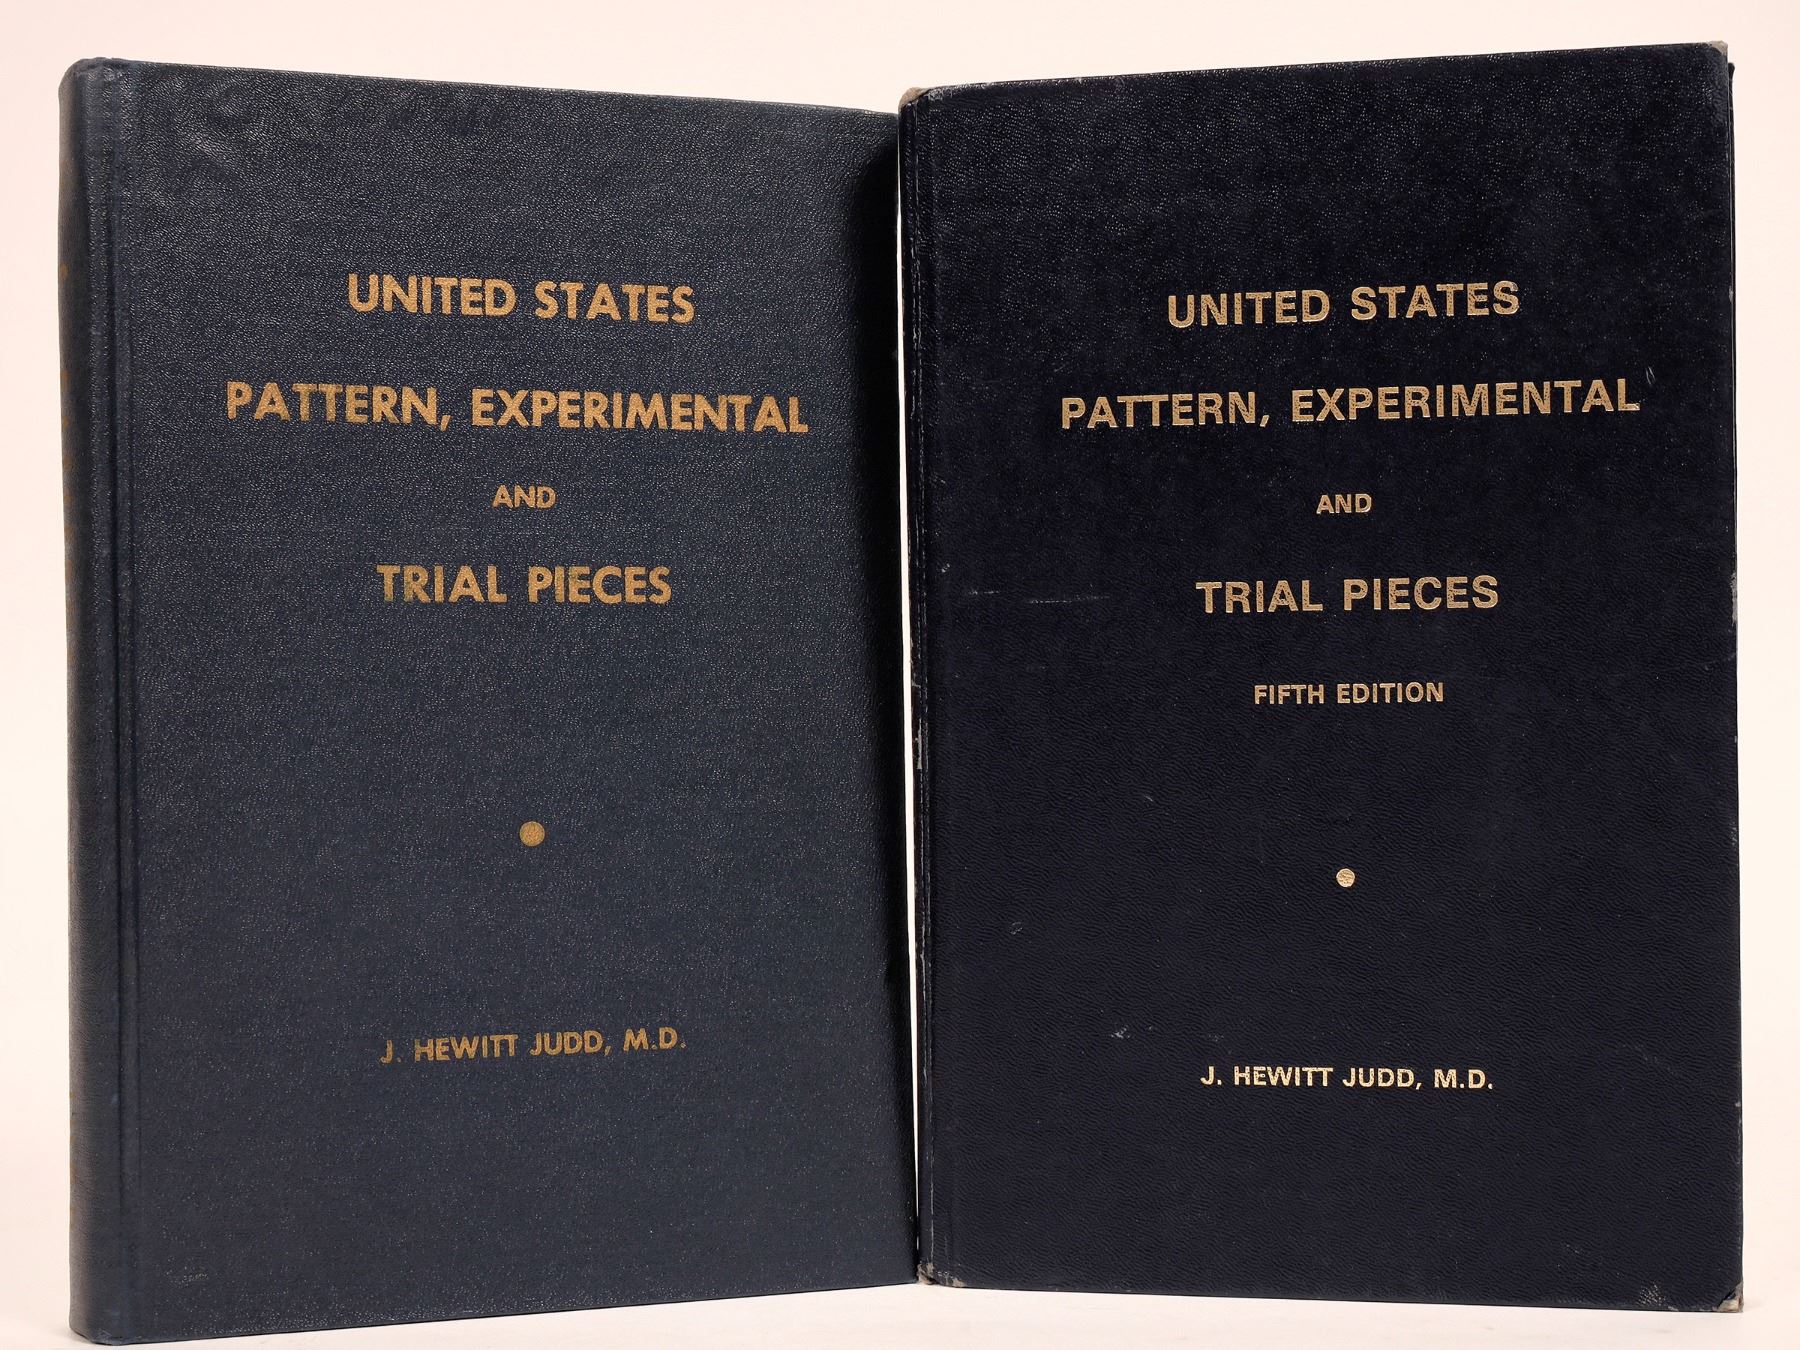 UNITED STATES
PATTERN, EXPERIMENTAL
AND
TRIAL PIECES
J. HEWITT JUDD, M.D.
UNITED STATES
PATTERN, EXPERIMENTAL
AND
TRIAL PIECES
FIFTH EDITION
J. HEWITT JUDD, M.D.